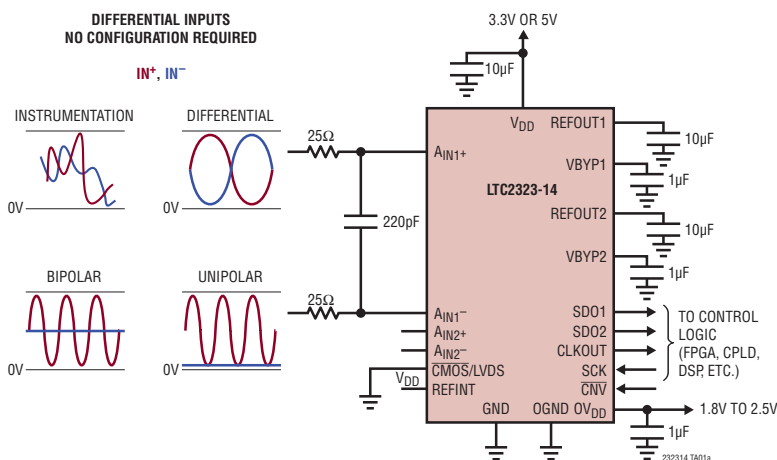 DIFFERENTIAL INPUTS
NO CONFIGURATION REQUIRED
IN+, IN−
INSTRUMENTATION
DIFFERENTIAL
0V
0V
BIPOLAR
UNIPOLAR
0V
0V
25Ω
220pF
25Ω
3.3V OR 5V
10µF
VDD
REFOUT1
10µF
AIN1+
VBYP1
1µF
LTC2323-14
REFOUT2
10µF
VBYP2
1µF
AIN1−
SDO1
AIN2+
SDO2
AIN2−
CLKOUT
C̅M̅O̅S̅/LVDS
SCK
VDD
REFINT
C̅N̅V̅
TO CONTROL
LOGIC
(FPGA, CPLD,
DSP, ETC.)
GND
OGND
OVDD
1.8V TO 2.5V
1µF
232314 TA01a